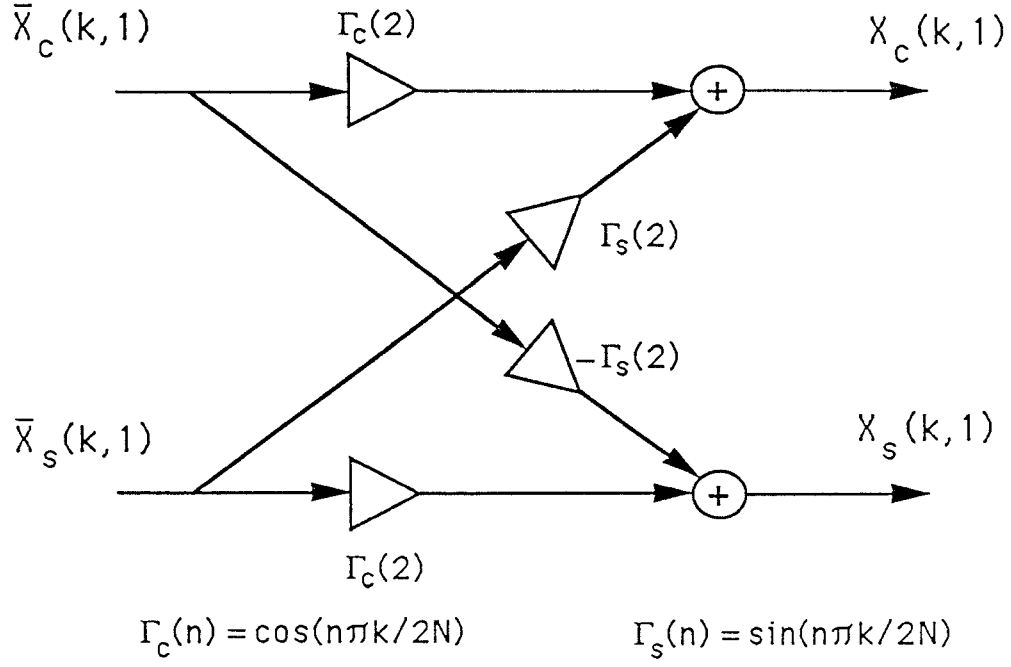 X̄c(k,1) Γc(2) Xc(k,1)
+
Γs(2)
−Γs(2)
X̄s(k,1) Xs(k,1)
+
Γc(2)
Γc(n) = cos(nπk/2N) Γs(n) = sin(nπk/2N)